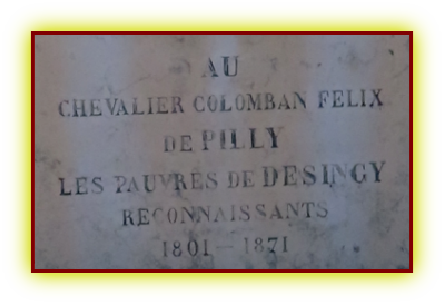 AU
CHEVALIER COLOMBAN FELIX
DE PILLY
LES PAUVRES DE DESINGY
RECONNAISSANTS
1801 — 1871